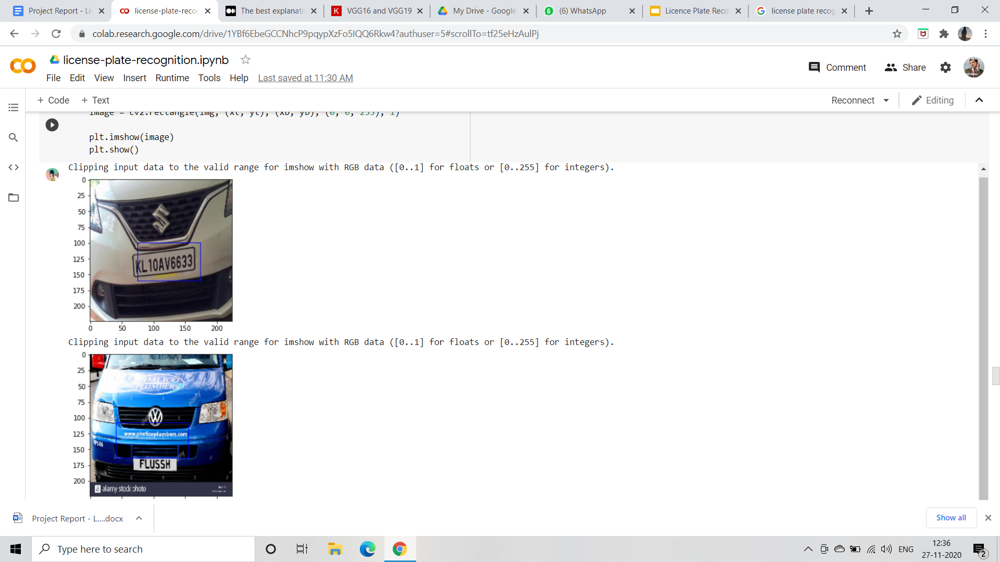 Project Report - Li
license-plate-recog
The best explanati
VGG16 and VGG19
My Drive - Google
6
(6) WhatsApp
Licence Plate Reco
license plate recog
colab.research.google.com/drive/1YBf6EbeGCCNhcP9pqypXzFo5IQQ6Rkw4?authuser=5#scrollTo=tf25eHzAulPj
license-plate-recognition.ipynb
Comment
Share
File Edit View Insert Runtime Tools Help Last saved at 11:30 AM
+ Code + Text
Reconnect
Editing
image = cv2.rectangle(img, (xt, yt), (xb, yb), (0, 0, 255), 1)
plt.imshow(image)
plt.show()
Clipping input data to the valid range for imshow with RGB data ([0..1] for floats or [0..255] for integers).
0
25
50
75
100
125
150
175
200
KL10AV6633
0 50 100 150 200
Clipping input data to the valid range for imshow with RGB data ([0..1] for floats or [0..255] for integers).
0
25
50
75
100
125
150
175
200
PIMLICO
PLUMBERS
alamy
VW
www.pimlicoplumbers.com
FLUSSH
a alamy stock photo
Project Report - L....docx
Show all
Type here to search
ENG
12:36
27-11-2020
2